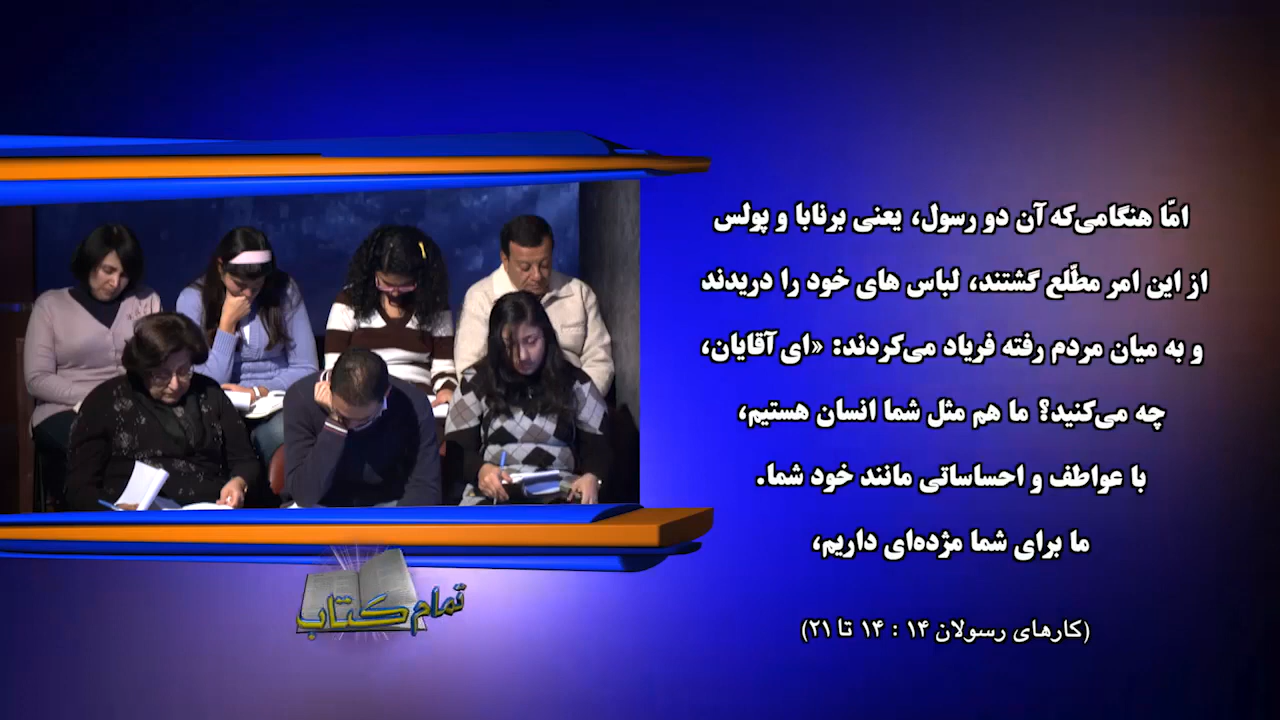 امّا هنگامی‌که آن دو رسول، یعنی برنابا و پولس
از این امر مطّلع گشتند، لباس های خود را دریدند
و به میان مردم رفته فریاد می‌کردند: «ای آقایان،
چه می‌کنید؟ ما هم مثل شما انسان هستیم،
با عواطف و احساساتی مانند خود شما.
ما برای شما مژده‌ای داریم،
(کارهای رسولان ۱۴ : ۱۴ تا ۲۱)
تمام کتاب